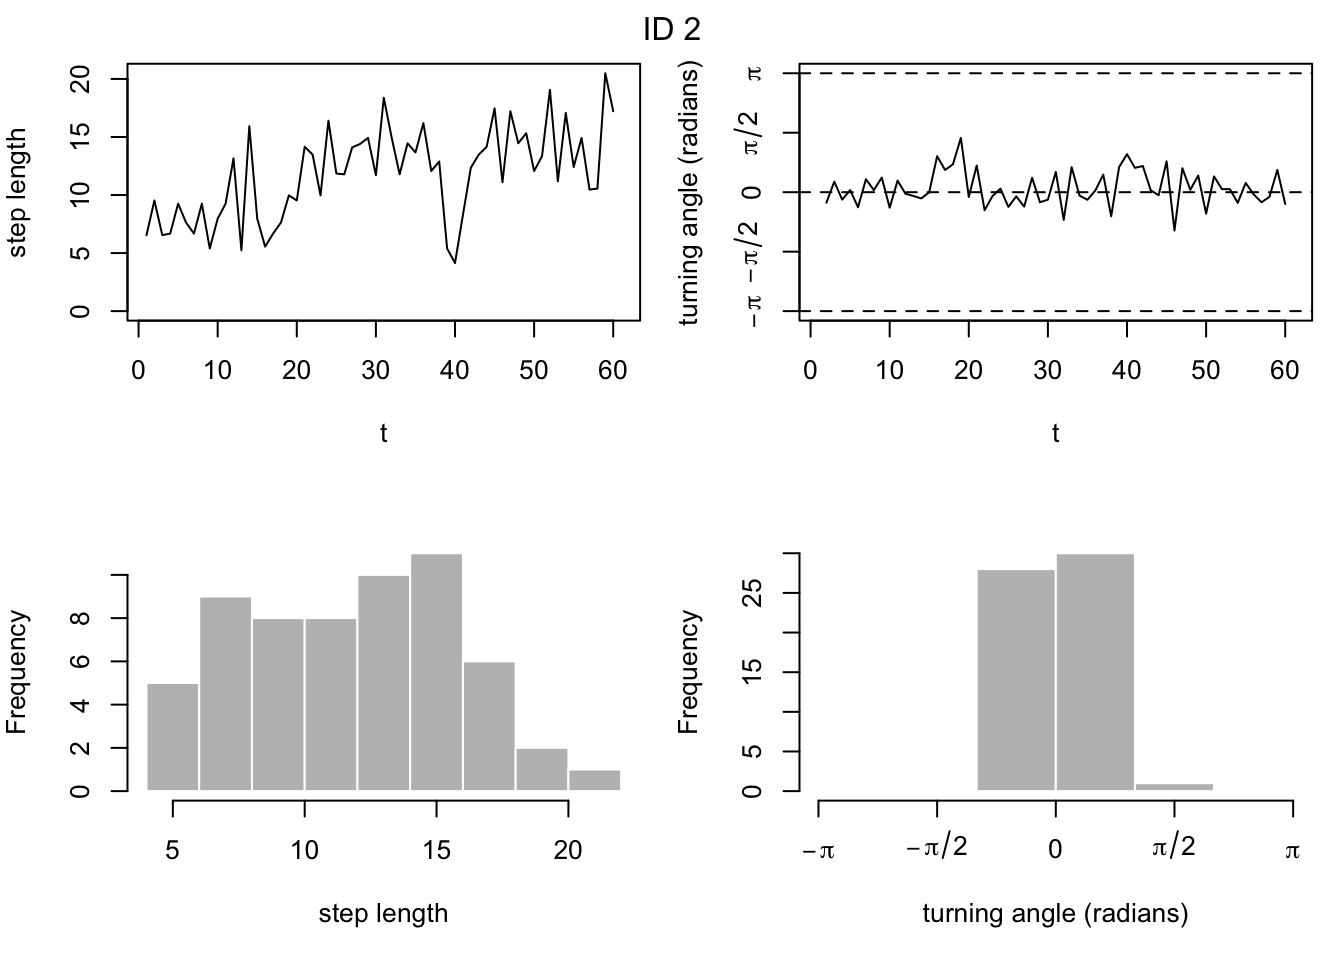 ID 2
step length
20
15
10
5
0
0 10 20 30 40 50 60
t
turning angle (radians)
π
π/2
0
−π/2
−π
0 10 20 30 40 50 60
t
Frequency
8
6
4
2
0
5 10 15 20
step length
Frequency
25
15
5
0
−π −π/2 0 π/2 π
turning angle (radians)